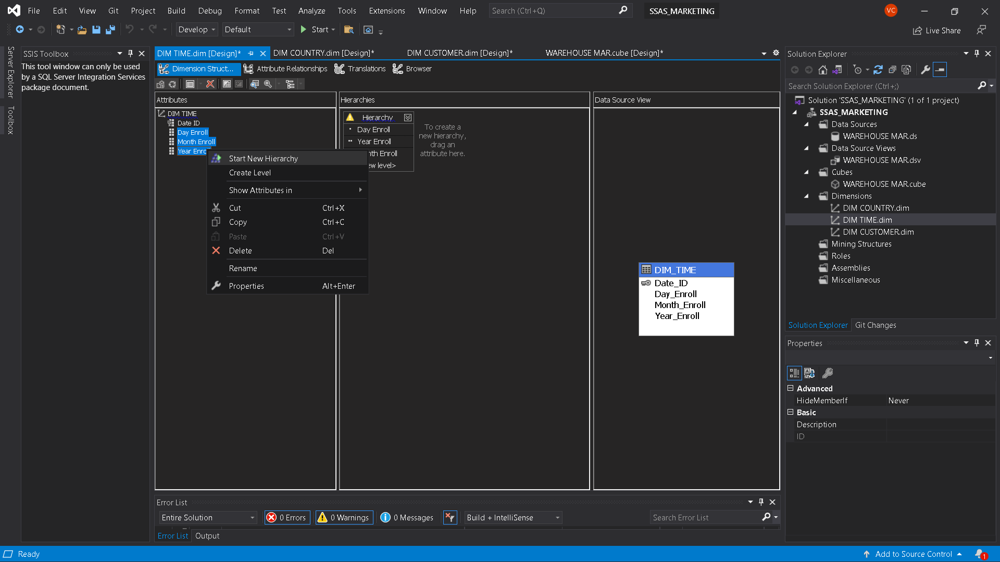 File Edit View Git Project Build Debug Format Test Analyze Tools Extensions Window Help Search (Ctrl+Q) SSAS_MARKETING VC
Develop Default Start Live Share
Server Explorer
Toolbox
SSIS Toolbox
This tool window can only be used
by a SQL Server Integration Services
package document.
DIM TIME.dim [Design]* DIM COUNTRY.dim [Design]* DIM CUSTOMER.dim [Design]* WAREHOUSE MAR.cube [Design]*
Dimension Struct... Attribute Relationships Translations Browser
Attributes
DIM TIME
Date ID
Day Enroll
Month Enroll
Year Enro
Start New Hierarchy
Create Level
Show Attributes in
Cut Ctrl+X
Copy Ctrl+C
Paste Ctrl+V
Delete Del
Rename
Properties Alt+Enter
Hierarchies
Hierarchy
Day Enroll
Year Enroll
nth Enroll
ew level>
To create a
new hierarchy,
drag an
attribute here.
Data Source View
DIM_TIME
Date_ID
Day_Enroll
Month_Enroll
Year_Enroll
Error List
Entire Solution 0 Errors 0 Warnings 0 Messages Build + IntelliSense Search Error List
Error List Output
Solution Explorer
Search Solution Explorer (Ctrl+;)
Solution 'SSAS_MARKETING' (1 of 1 project)
SSAS_MARKETING
Data Sources
WAREHOUSE MAR.ds
Data Source Views
WAREHOUSE MAR.dsv
Cubes
WAREHOUSE MAR.cube
Dimensions
DIM COUNTRY.dim
DIM TIME.dim
DIM CUSTOMER.dim
Mining Structures
Roles
Assemblies
Miscellaneous
Solution Explorer Git Changes
Properties
Advanced
HideMemberIf Never
Basic
Description
ID
Ready Add to Source Control 1